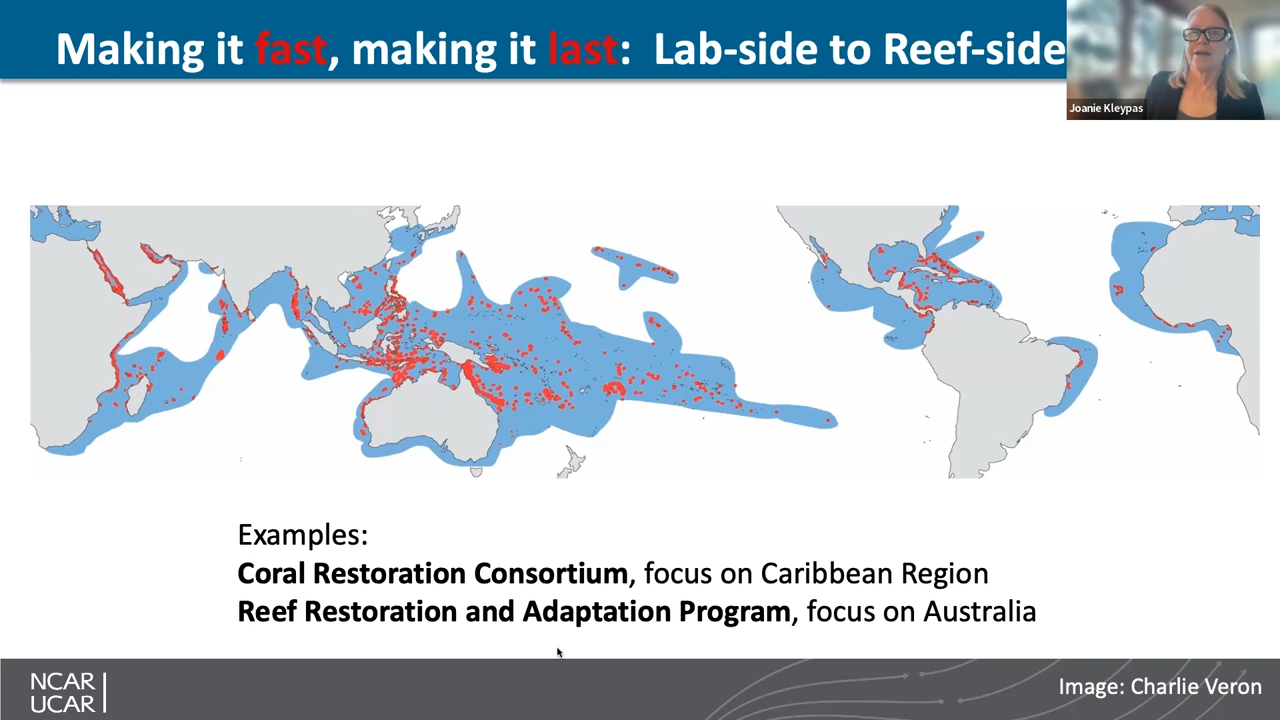 Making it fast, making it last: Lab-side to Reef-side
Joanie Kleypas
Examples:
Coral Restoration Consortium, focus on Caribbean Region
Reef Restoration and Adaptation Program, focus on Australia
NCAR
UCAR
Image: Charlie Veron